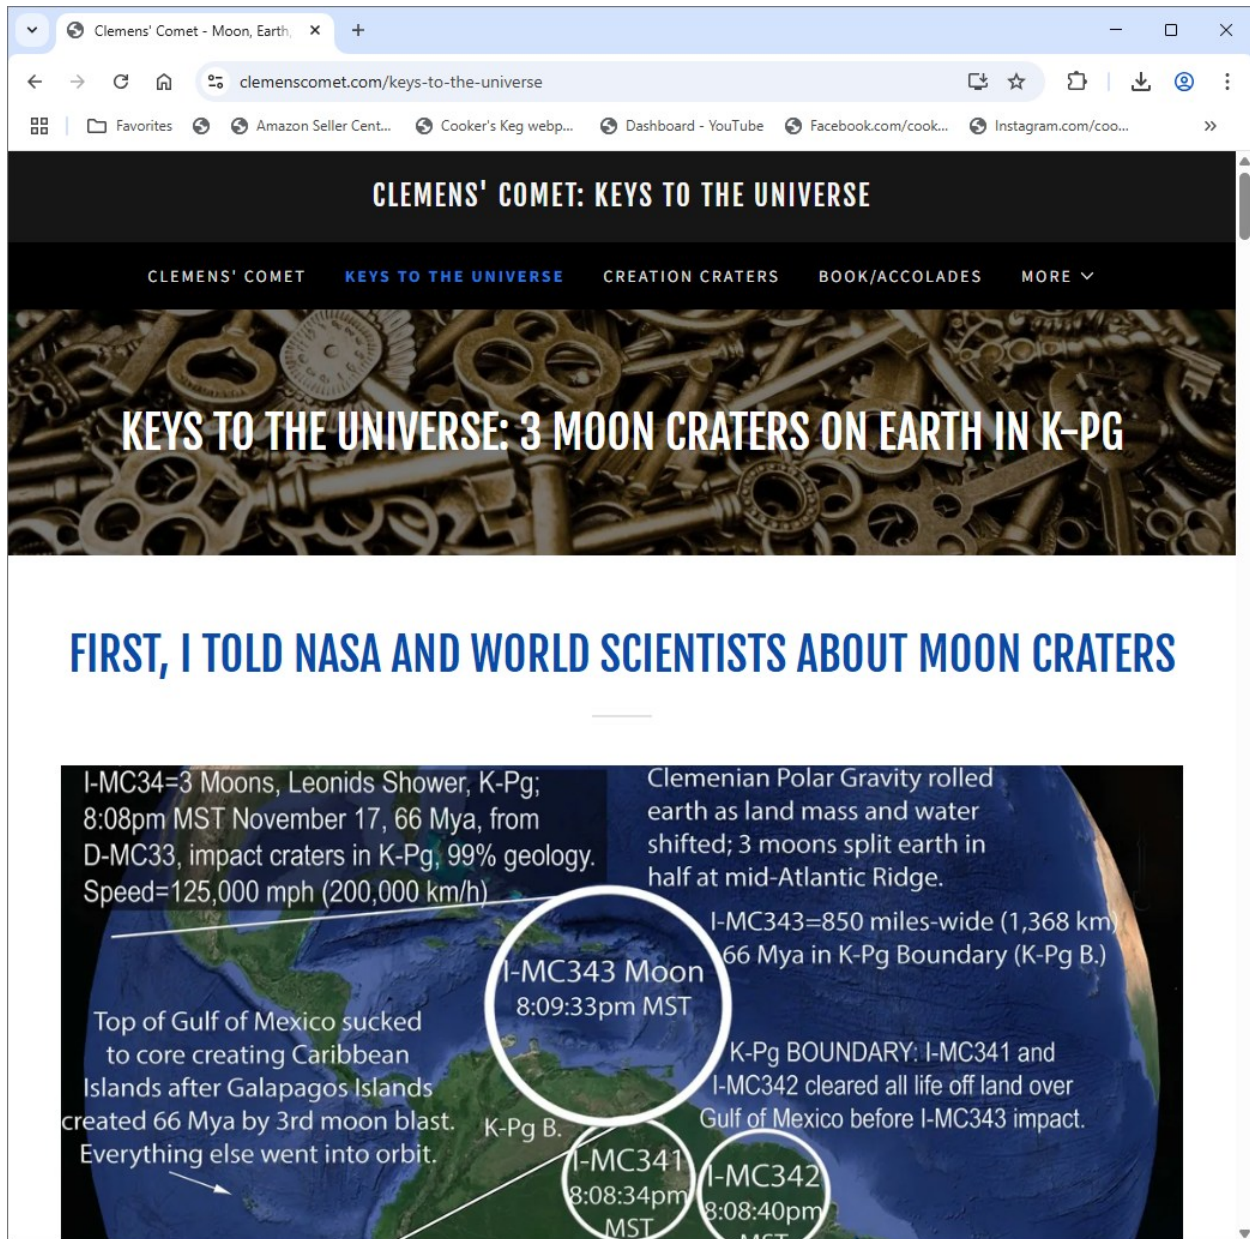 Clemens' Comet - Moon, Earth,
clemenscomet.com/keys-to-the-universe
Favorites
Amazon Seller Cent...
Cooker's Keg webp...
Dashboard - YouTube
Facebook.com/cook...
Instagram.com/coo...
CLEMENS' COMET: KEYS TO THE UNIVERSE
CLEMENS' COMET
KEYS TO THE UNIVERSE
CREATION CRATERS
BOOK/ACCOLADES
MORE
KEYS TO THE UNIVERSE: 3 MOON CRATERS ON EARTH IN K-PG
FIRST, I TOLD NASA AND WORLD SCIENTISTS ABOUT MOON CRATERS
I-MC34=3 Moons, Leonids Shower, K-Pg;
8:08pm MST November 17, 66 Mya, from
D-MC33, impact craters in K-Pg, 99% geology.
Speed=125,000 mph (200,000 km/h)
Clemenian Polar Gravity rolled
earth as land mass and water
shifted; 3 moons split earth in
half at mid-Atlantic Ridge.
I-MC343=850 miles-wide (1,368 km)
66 Mya in K-Pg Boundary (K-Pg B.)
I-MC343 Moon
8:09:33pm MST
Top of Gulf of Mexico sucked
to core creating Caribbean
Islands after Galapagos Islands
created 66 Mya by 3rd moon blast.
Everything else went into orbit.
K-Pg BOUNDARY: I-MC341 and
I-MC342 cleared all life off land over
Gulf of Mexico before I-MC343 impact.
K-Pg B.
I-MC341
8:08:34pm
MST
I-MC342
8:08:40pm
MST